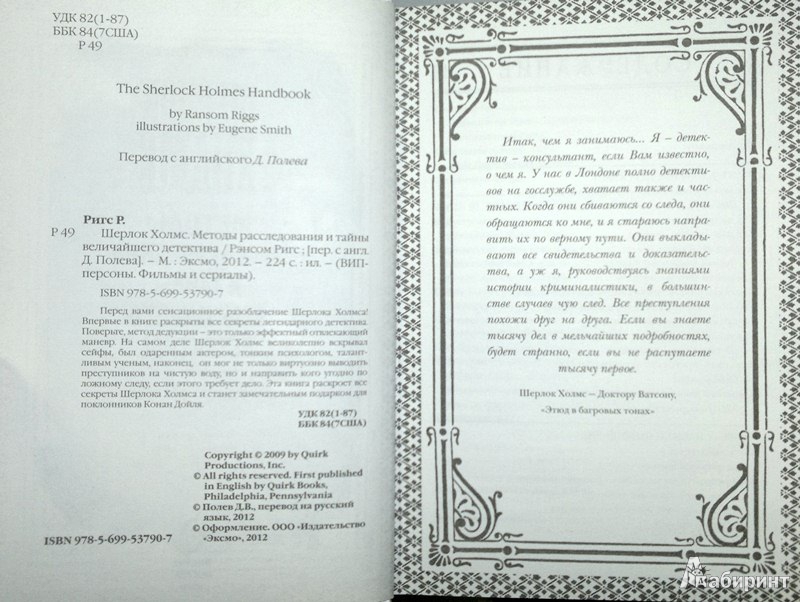 УДК 82(1-87)
ББК 84(7США)
Р 49
The Sherlock Holmes Handbook
by Ransom Riggs
illustrations by Eugene Smith
Перевод с английского Д. Полева
Ригс Р.
Р 49 Шерлок Холмс. Методы расследования и тайны
величайшего детектива / Рэнсом Ригс ; [пер. с англ.
Д. Полева]. – М. : Эксмо, 2012. – 224 с. : ил. – (ВИП-
персоны. Фильмы и сериалы).
ISBN 978-5-699-53790-7
Перед вами сенсационное разоблачение Шерлока Холмса!
Впервые в книге раскрыты все секреты легендарного детектива.
Поверьте, метод дедукции – это только эффектный отвлекающий
маневр. На самом деле Шерлок Холмс великолепно вскрывал
сейфы, был одаренным актером, тонким психологом, талант-
ливым ученым, наконец, он мог не только виртуозно выводить
преступников на чистую воду, но и направить кого угодно по
ложному следу, если этого требует дело. Эта книга раскроет все
секреты Шерлока Холмса и станет замечательным подарком для
поклонников Конан Дойля.
УДК 82(1-87)
ББК 84(7США)
Copyright © 2009 by Quirk
Productions, Inc.
© All rights reserved. First published
in English by Quirk Books,
Philadelphia, Pennsylvania
© Полев Д.В., перевод на русский
язык, 2012
© Оформление. ООО «Издательство
«Эксмо», 2012
ISBN 978-5-699-53790-7
Итак, чем я занимаюсь... Я – детек-
тив – консультант, если Вам известно,
о чем я. У нас в Лондоне полно детекти-
вов на госслужбе, хватает также и час-
тных. Когда они сбиваются со следа, они
обращаются ко мне, и я стараюсь напра-
вить их по верному пути. Они выклады-
вают все свидетельства и доказательс-
тва, а уж я, руководствуясь знаниями
истории криминалистики, в большин-
стве случаев чую след. Все преступления
похожи друг на друга. Если вы знаете
тысячу дел в мельчайших подробностях,
будет странно, если вы не распутаете
тысячу первое.
Шерлок Холмс – Доктору Ватсону,
«Этюд в багровых тонах»
Лабиринт